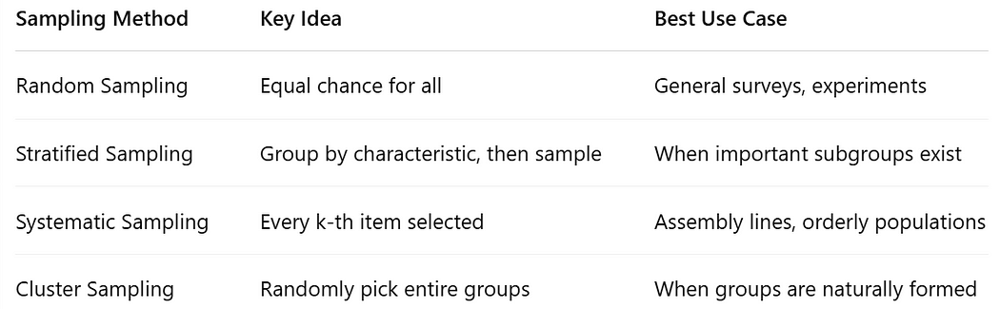 Sampling Method Key Idea Best Use Case
Random Sampling Equal chance for all General surveys, experiments
Stratified Sampling Group by characteristic, then sample When important subgroups exist
Systematic Sampling Every k-th item selected Assembly lines, orderly populations
Cluster Sampling Randomly pick entire groups When groups are naturally formed